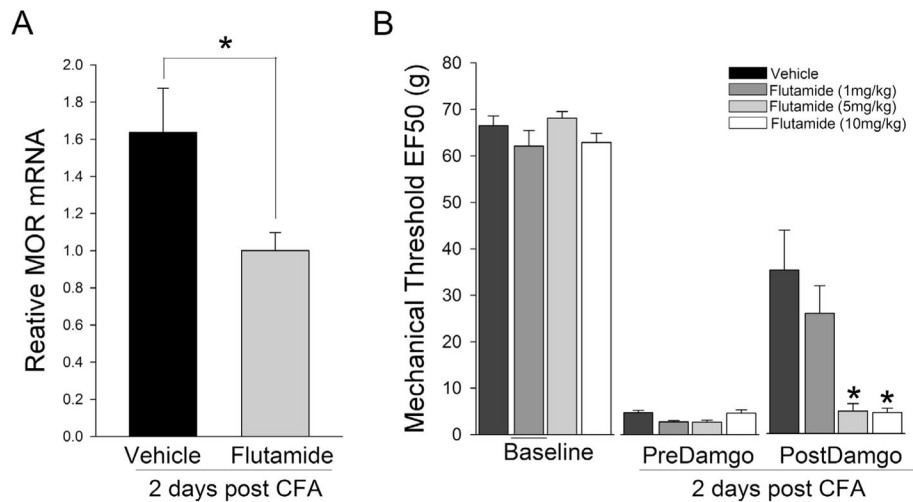 A
*
Reative MOR mRNA
2.0
1.8
1.6
1.4
1.2
1.0
0.8
0.6
0.4
0.2
0.0
Vehicle Flutamide
2 days post CFA
B
Mechanical Threshold EF50 (g)
80
70
60
50
40
30
20
10
0
Vehicle
Flutamide (1mg/kg)
Flutamide (5mg/kg)
Flutamide (10mg/kg)
* *
Baseline PreDamgo PostDamgo
2 days post CFA